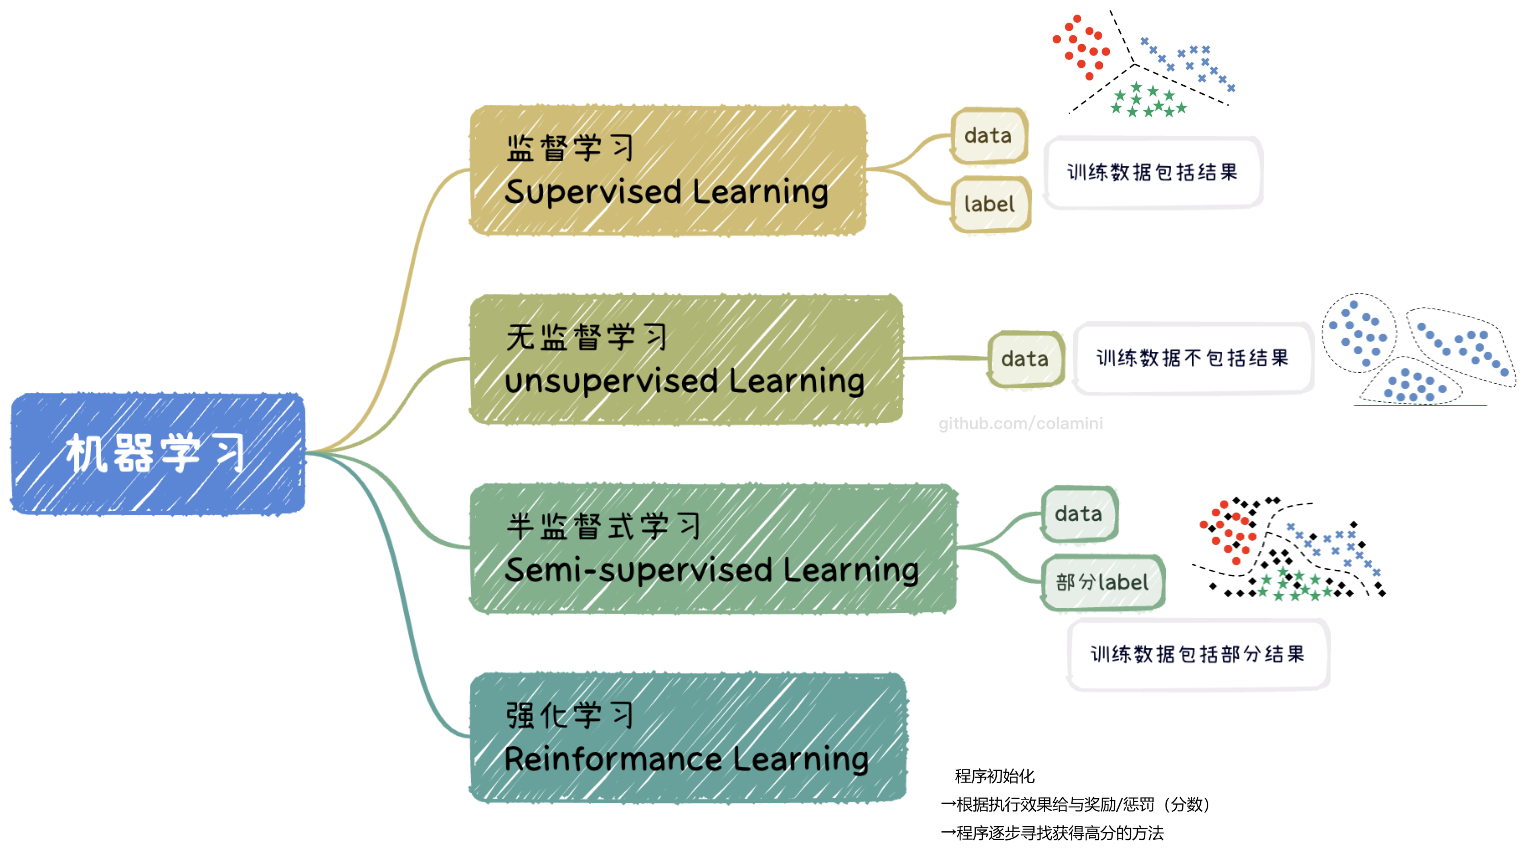 机器学习
监督学习
Supervised Learning
data
label
训练数据包括结果
无监督学习
unsupervised Learning
data
训练数据不包括结果
github.com/colamini
半监督式学习
Semi-supervised Learning
data
部分label
训练数据包括部分结果
强化学习
Reinformance Learning
程序初始化
→根据执行效果给与奖励/惩罚（分数）
→程序逐步寻找获得高分的方法